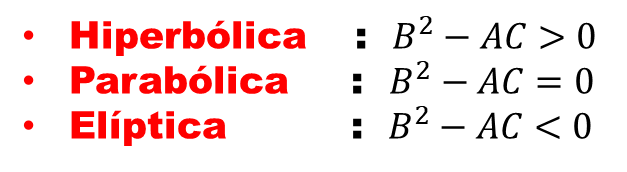 • Hiperbólica : B² − AC > 0
• Parabólica : B² − AC = 0
• Elíptica : B² − AC < 0